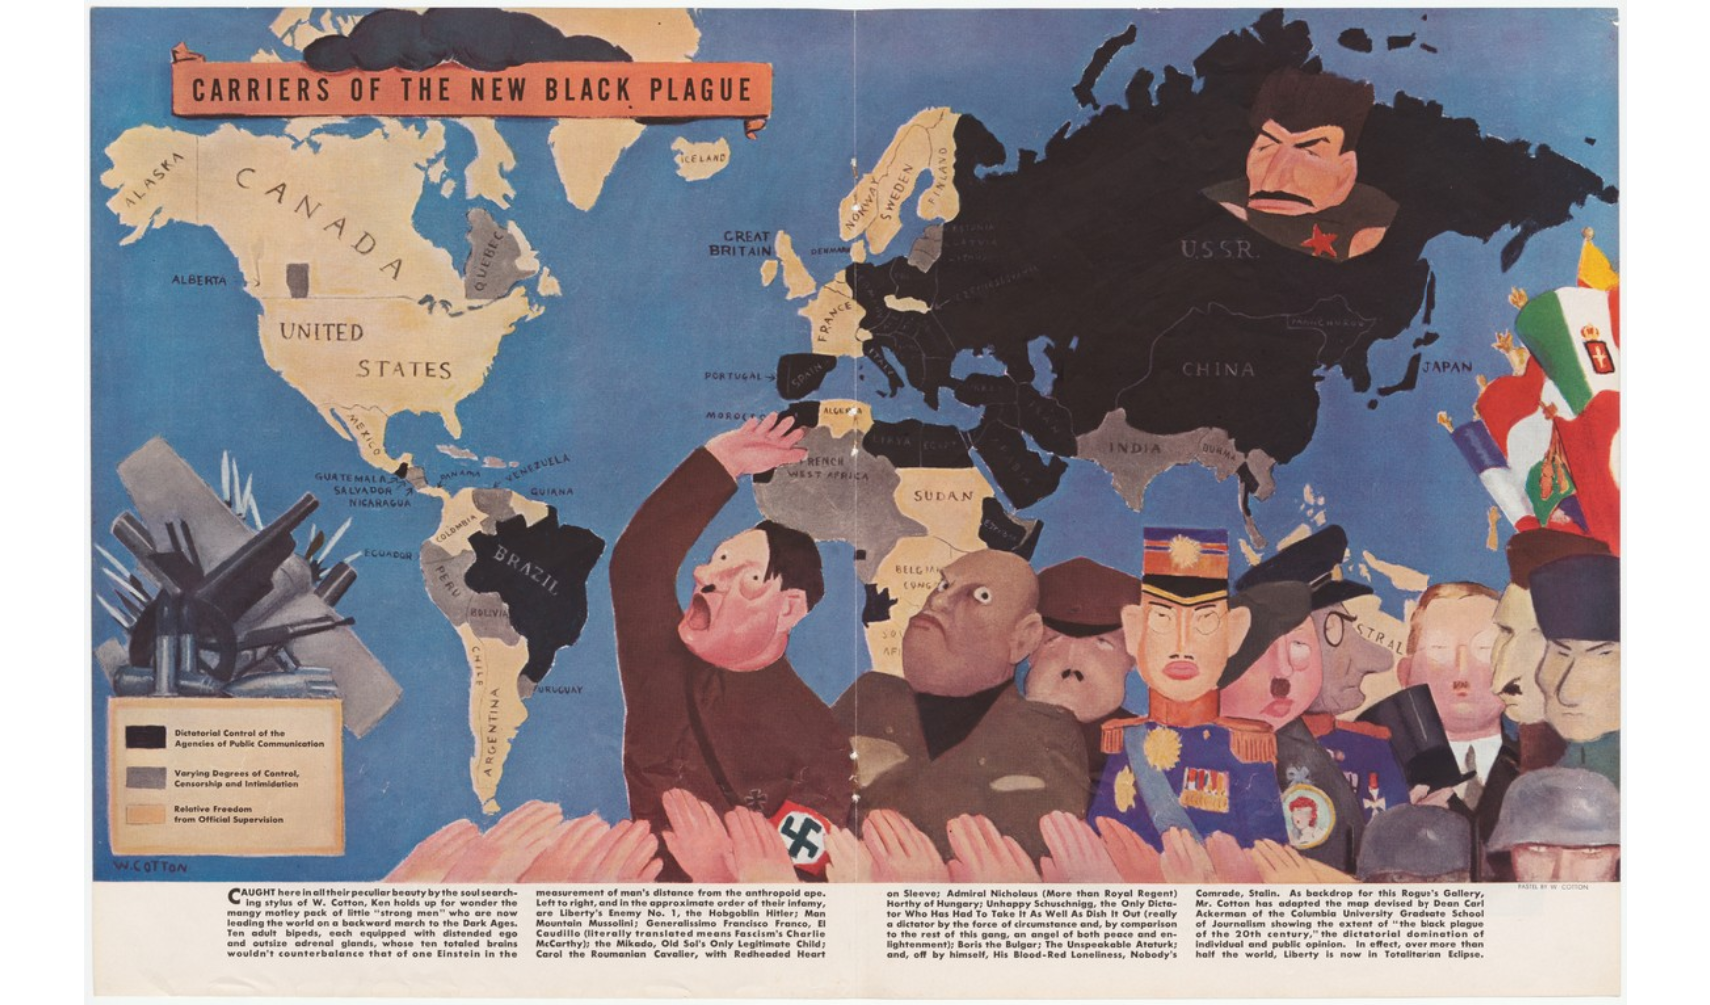 CARRIERS OF THE NEW BLACK PLAGUE
ALASKA
CANADA
ICELAND
QUEBEC
ALBERTA
UNITED
STATES
MEXICO
GUATEMALA
SALVADOR
NICARAGUA
PANAMA
VENEZUELA
GUIANA
COLOMBIA
ECUADOR
PERU
BRAZIL
BOLIVIA
CHILE
ARGENTINA
URUGUAY
GREAT
BRITAIN
NORWAY
SWEDEN
FINLAND
DENMARK
FRANCE
PORTUGAL
SPAIN
ITALY
MOROCCO
ALGERIA
LIBYA
EGYPT
FRENCH
WEST AFRICA
SUDAN
BELGIAN
CONG
ESTONIA
LATVIA
CZECHOSLOVAKIA
U.S.S.R.
CHINA
JAPAN
IRAN
ARABIA
INDIA
BURMA
STRAL
Dictatorial Control of the
Agencies of Public Communication
Varying Degrees of Control,
Censorship and Intimidation
Relative Freedom
from Official Supervision
W. COTTON
PASTEL BY W. COTTON
CAUGHT here in all their peculiar beauty by the soul search-
ing stylus of W. Cotton, Ken holds up for wonder the
mangy motley pack of little "strong men" who are now
leading the world on a backward march to the Dark Ages.
Ten adult bipeds, each equipped with distended ego
and outsize adrenal glands, whose ten totaled brains
wouldn't counterbalance that of one Einstein in the
measurement of man's distance from the anthropoid ape.
Left to right, and in the approximate order of their infamy,
are Liberty's Enemy No. 1, the Hobgoblin Hitler; Man
Mountain Mussolini; Generalissimo Francisco Franco, El
Caudillo (literally translated means Fascism's Charlie
McCarthy); the Mikado, Old Sol's Only Legitimate Child;
Carol the Roumanian Cavalier, with Redheaded Heart
on Sleeve; Admiral Nicholaus (More than Royal Regent)
Horthy of Hungary; Unhappy Schuschnigg, the Only Dicta-
tor Who Has Had To Take It As Well As Dish It Out (really
a dictator by the force of circumstance and, by comparison
to the rest of this gang, an angel of both peace and en-
lightenment); Boris the Bulgar; The Unspeakable Ataturk;
and, off by himself, His Blood-Red Loneliness, Nobody's
Comrade, Stalin. As backdrop for this Rogue's Gallery,
Mr. Cotton has adapted the map devised by Dean Carl
Ackerman of the Columbia University Graduate School
of Journalism showing the extent of "the black plague
of the 20th century," the dictatorial domination of
individual and public opinion. In effect, over more than
half the world, Liberty is now in Totalitarian Eclipse.